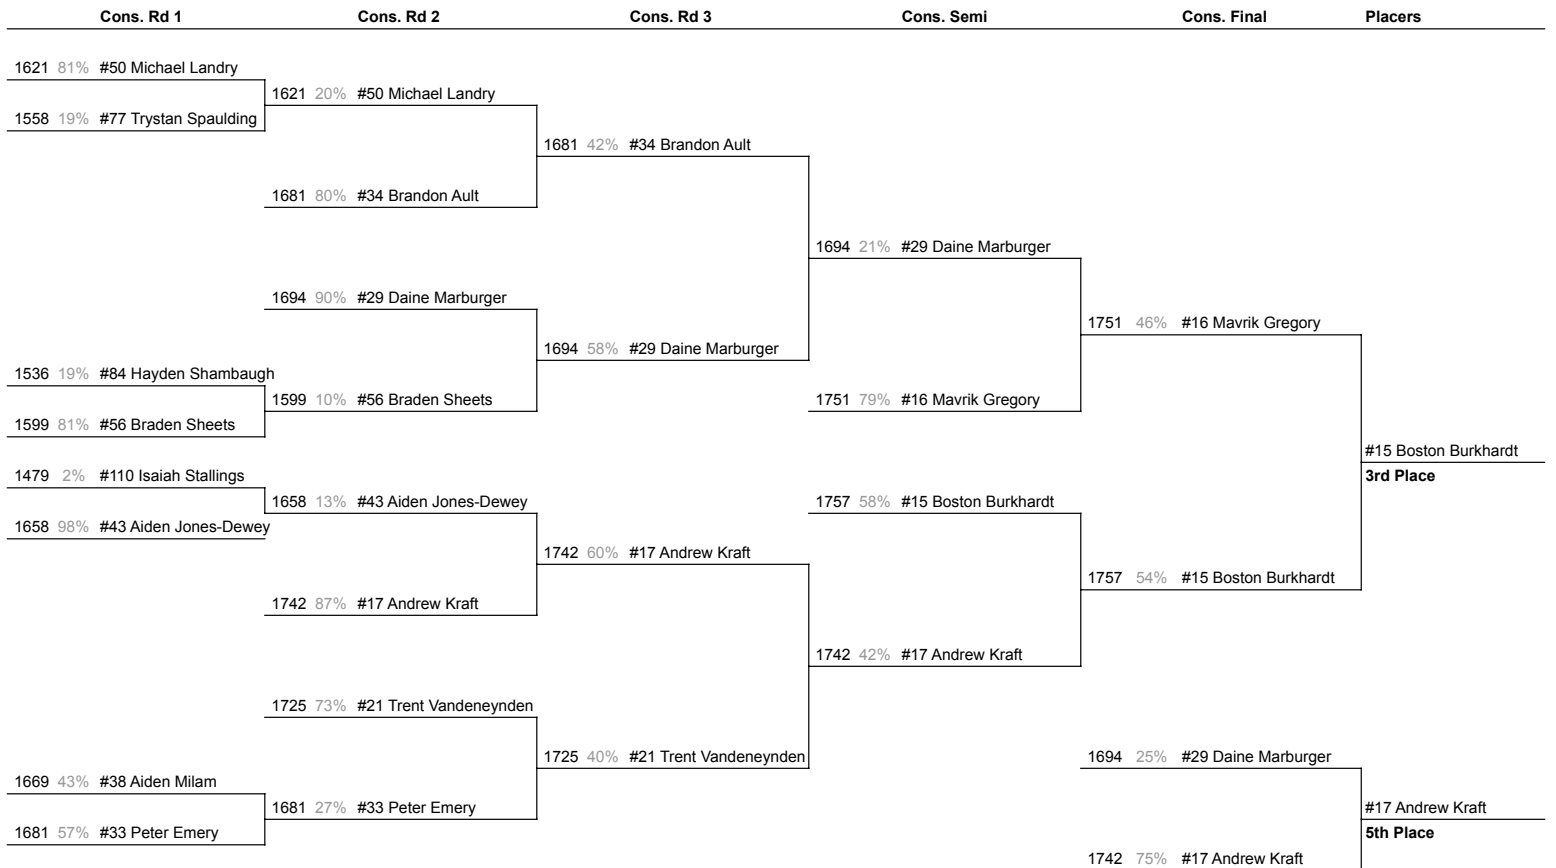 Cons. Rd 1 Cons. Rd 2 Cons. Rd 3 Cons. Semi Cons. Final Placers
1621 81% #50 Michael Landry
1621 20% #50 Michael Landry
1558 19% #77 Trystan Spaulding
1681 42% #34 Brandon Ault
1681 80% #34 Brandon Ault
1694 21% #29 Daine Marburger
1694 90% #29 Daine Marburger
1751 46% #16 Mavrik Gregory
1694 58% #29 Daine Marburger
1536 19% #84 Hayden Shambaugh
1599 10% #56 Braden Sheets 1751 79% #16 Mavrik Gregory
1599 81% #56 Braden Sheets
#15 Boston Burkhardt
1479 2% #110 Isaiah Stallings 3rd Place
1658 13% #43 Aiden Jones-Dewey 1757 58% #15 Boston Burkhardt
1658 98% #43 Aiden Jones-Dewey
1742 60% #17 Andrew Kraft
1757 54% #15 Boston Burkhardt
1742 87% #17 Andrew Kraft
1742 42% #17 Andrew Kraft
1725 73% #21 Trent Vandeneynden
1725 40% #21 Trent Vandeneynden 1694 25% #29 Daine Marburger
1669 43% #38 Aiden Milam
1681 27% #33 Peter Emery #17 Andrew Kraft
1681 57% #33 Peter Emery 5th Place
1742 75% #17 Andrew Kraft